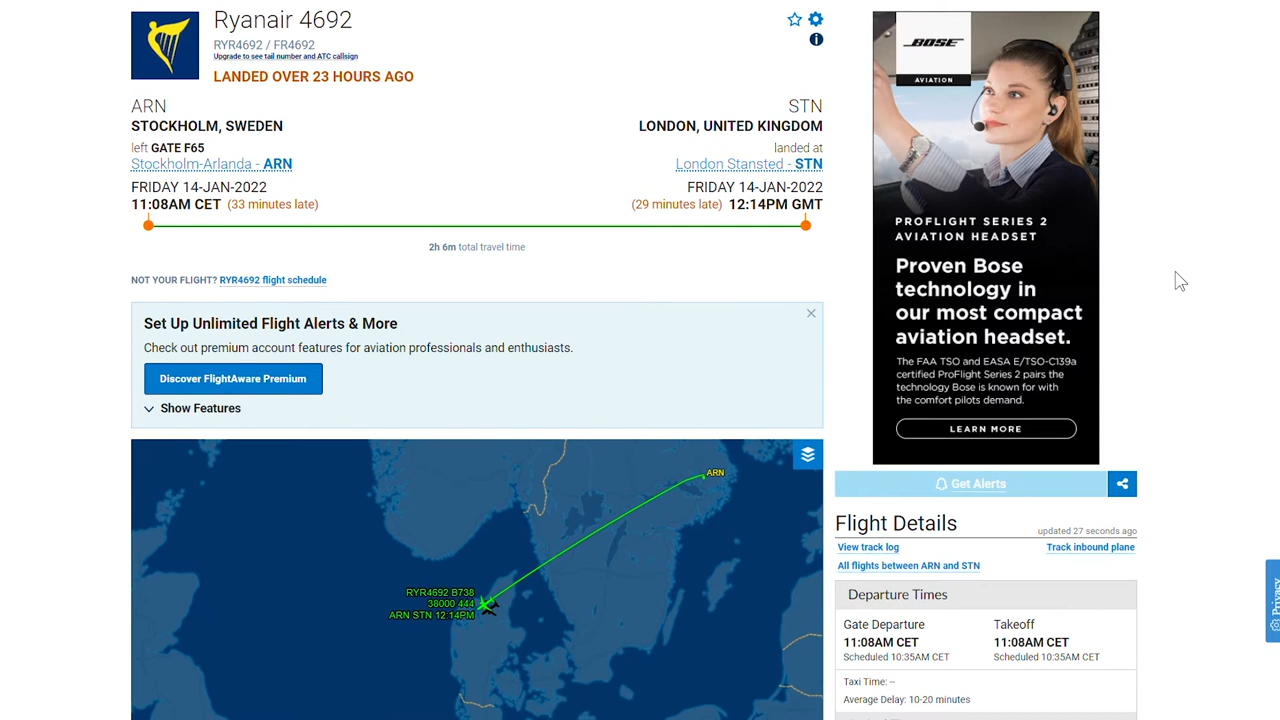 Ryanair 4692
RYR4692 / FR4692
Upgrade to see tail number and ATC callsign
LANDED OVER 23 HOURS AGO
ARN
STOCKHOLM, SWEDEN
left GATE F65
Stockholm-Arlanda - ARN
FRIDAY 14-JAN-2022
11:08AM CET (33 minutes late)
STN
LONDON, UNITED KINGDOM
landed at
London Stansted - STN
FRIDAY 14-JAN-2022
(29 minutes late) 12:14PM GMT
2h 6m total travel time
NOT YOUR FLIGHT? RYR4692 flight schedule
Set Up Unlimited Flight Alerts & More
Check out premium account features for aviation professionals and enthusiasts.
Discover FlightAware Premium
Show Features
ARN
RYR4692 B738
38000 444
ARN STN 12:14PM
BOSE
AVIATION
PROFLIGHT SERIES 2
AVIATION HEADSET
Proven Bose
technology in
our most compact
aviation headset.
The FAA TSO and EASA E/TSO-C139a
certified ProFlight Series 2 pairs the
technology Bose is known for with
the comfort pilots demand.
LEARN MORE
Get Alerts
Flight Details
updated 27 seconds ago
View track log
Track inbound plane
All flights between ARN and STN
Departure Times
Gate Departure
11:08AM CET
Scheduled 10:35AM CET
Takeoff
11:08AM CET
Scheduled 10:35AM CET
Taxi Time: --
Average Delay: 10-20 minutes
Privacy